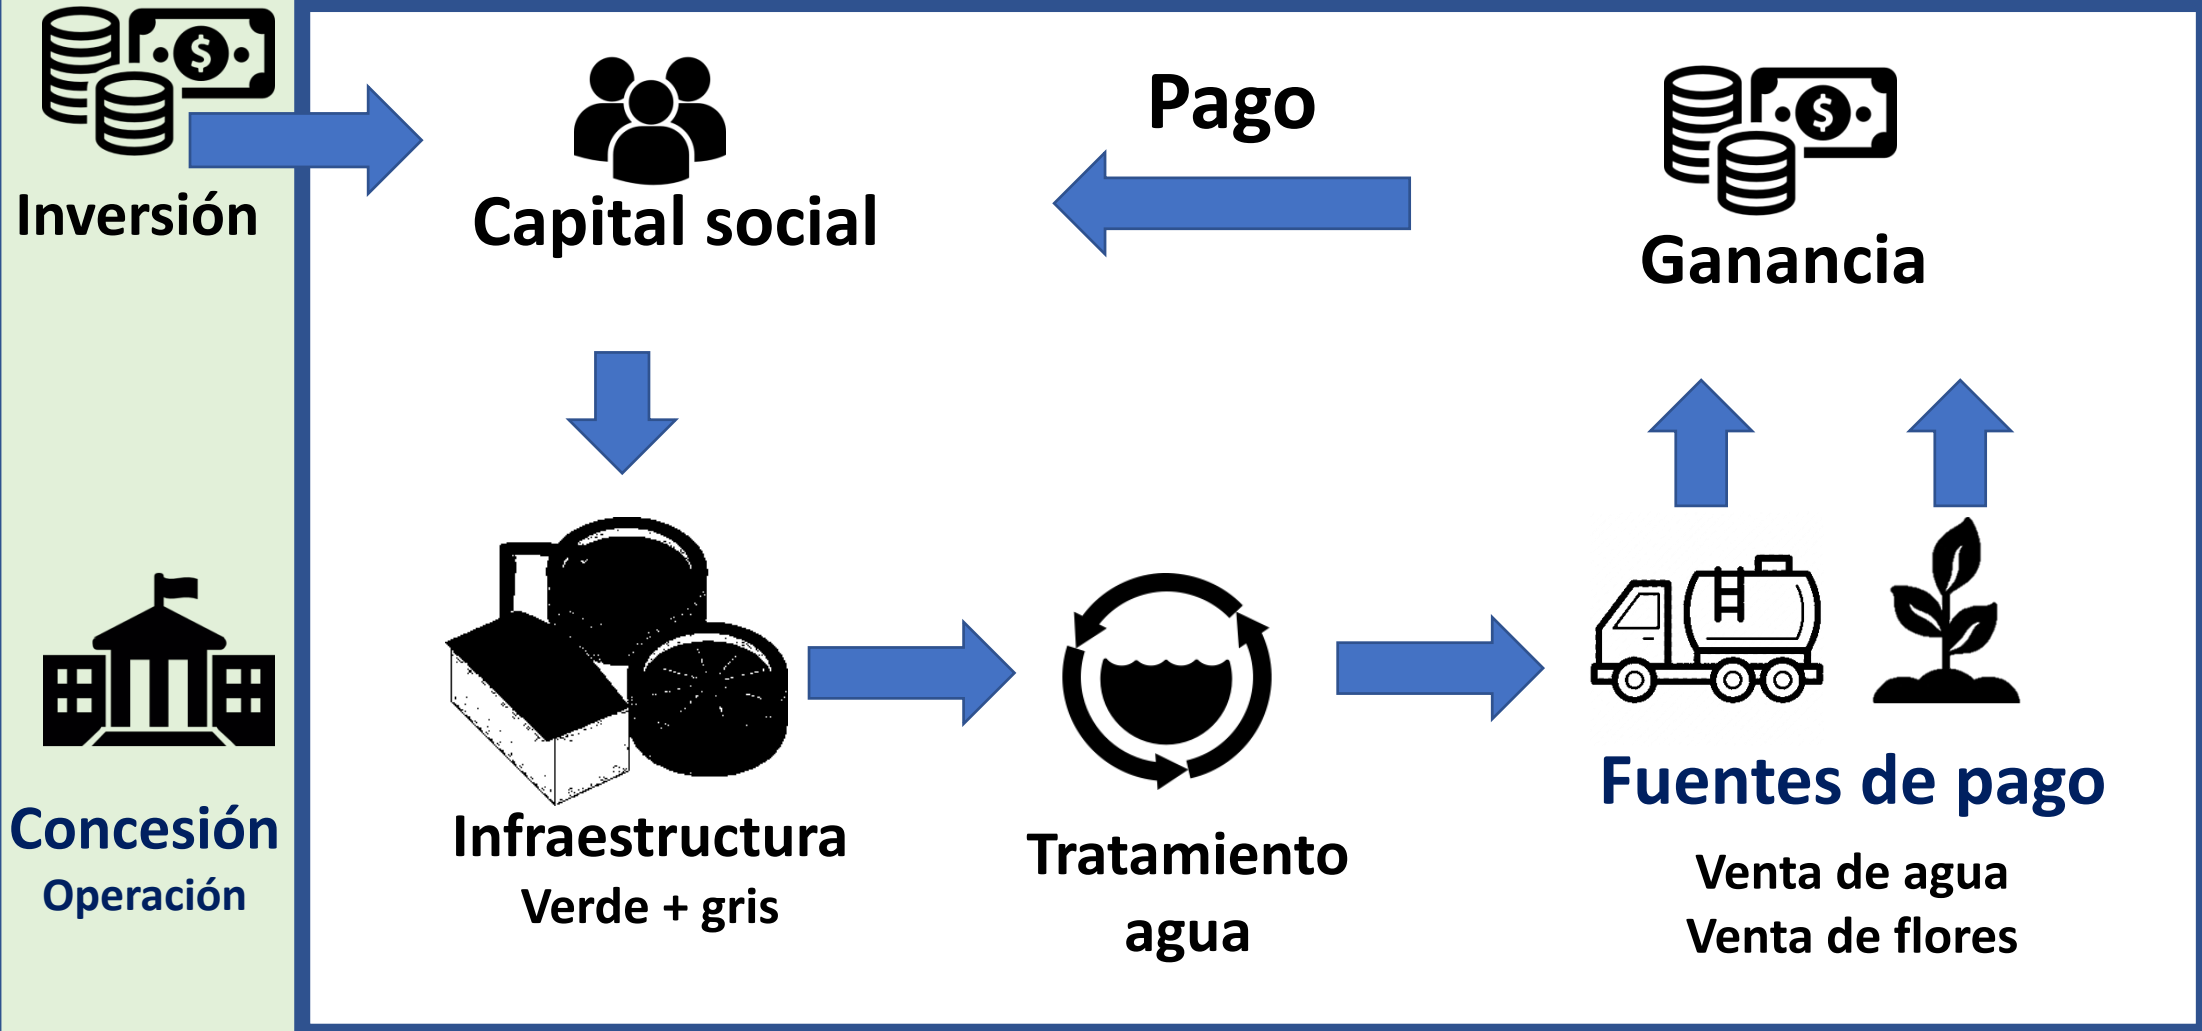 Inversión
Concesión
Operación
Capital social
Pago
Ganancia
Infraestructura
Verde + gris
Tratamiento
agua
Fuentes de pago
Venta de agua
Venta de flores